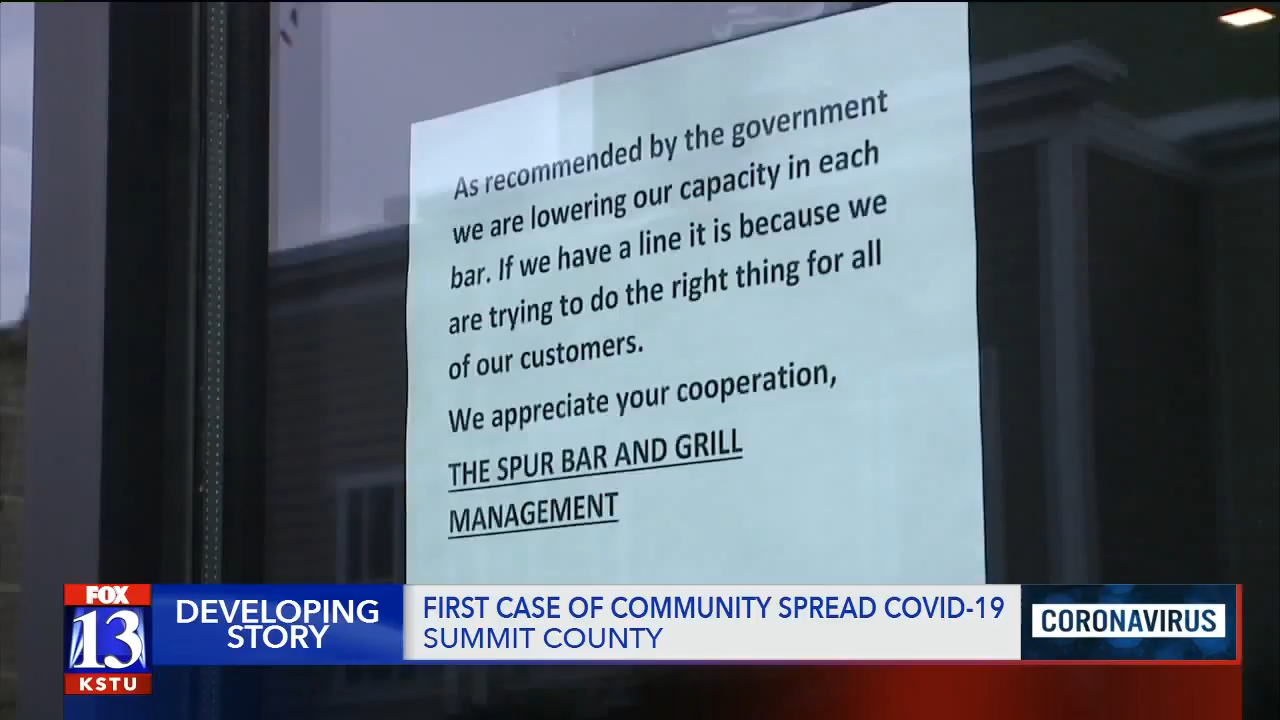 As recommended by the government
we are lowering our capacity in each
bar. If we have a line it is because we
are trying to do the right thing for all
of our customers.
We appreciate your cooperation,
THE SPUR BAR AND GRILL
MANAGEMENT
FOX
13
KSTU
DEVELOPING
STORY
FIRST CASE OF COMMUNITY SPREAD COVID-19
SUMMIT COUNTY
CORONAVIRUS